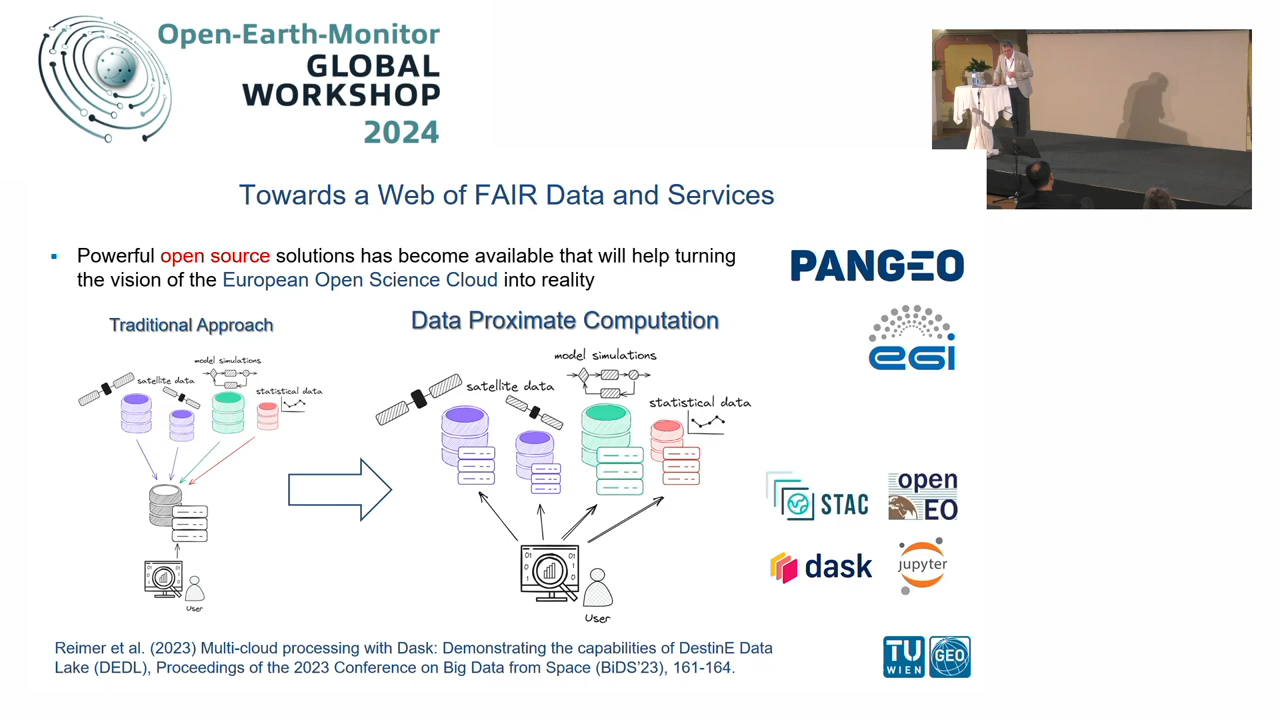 Open-Earth-Monitor
GLOBAL
WORKSHOP
2024
Towards a Web of FAIR Data and Services
Powerful open source solutions has become available that will help turning
the vision of the European Open Science Cloud into reality
Traditional Approach
model simulations
satellite data
statistical data
User
Data Proximate Computation
model simulations
satellite data
statistical data
User
PANGEO
egi
STAC
open
EO
dask
jupyter
Reimer et al. (2023) Multi-cloud processing with Dask: Demonstrating the capabilities of DestinE Data
Lake (DEDL), Proceedings of the 2023 Conference on Big Data from Space (BiDS'23), 161-164.
TU
WIEN
GEO